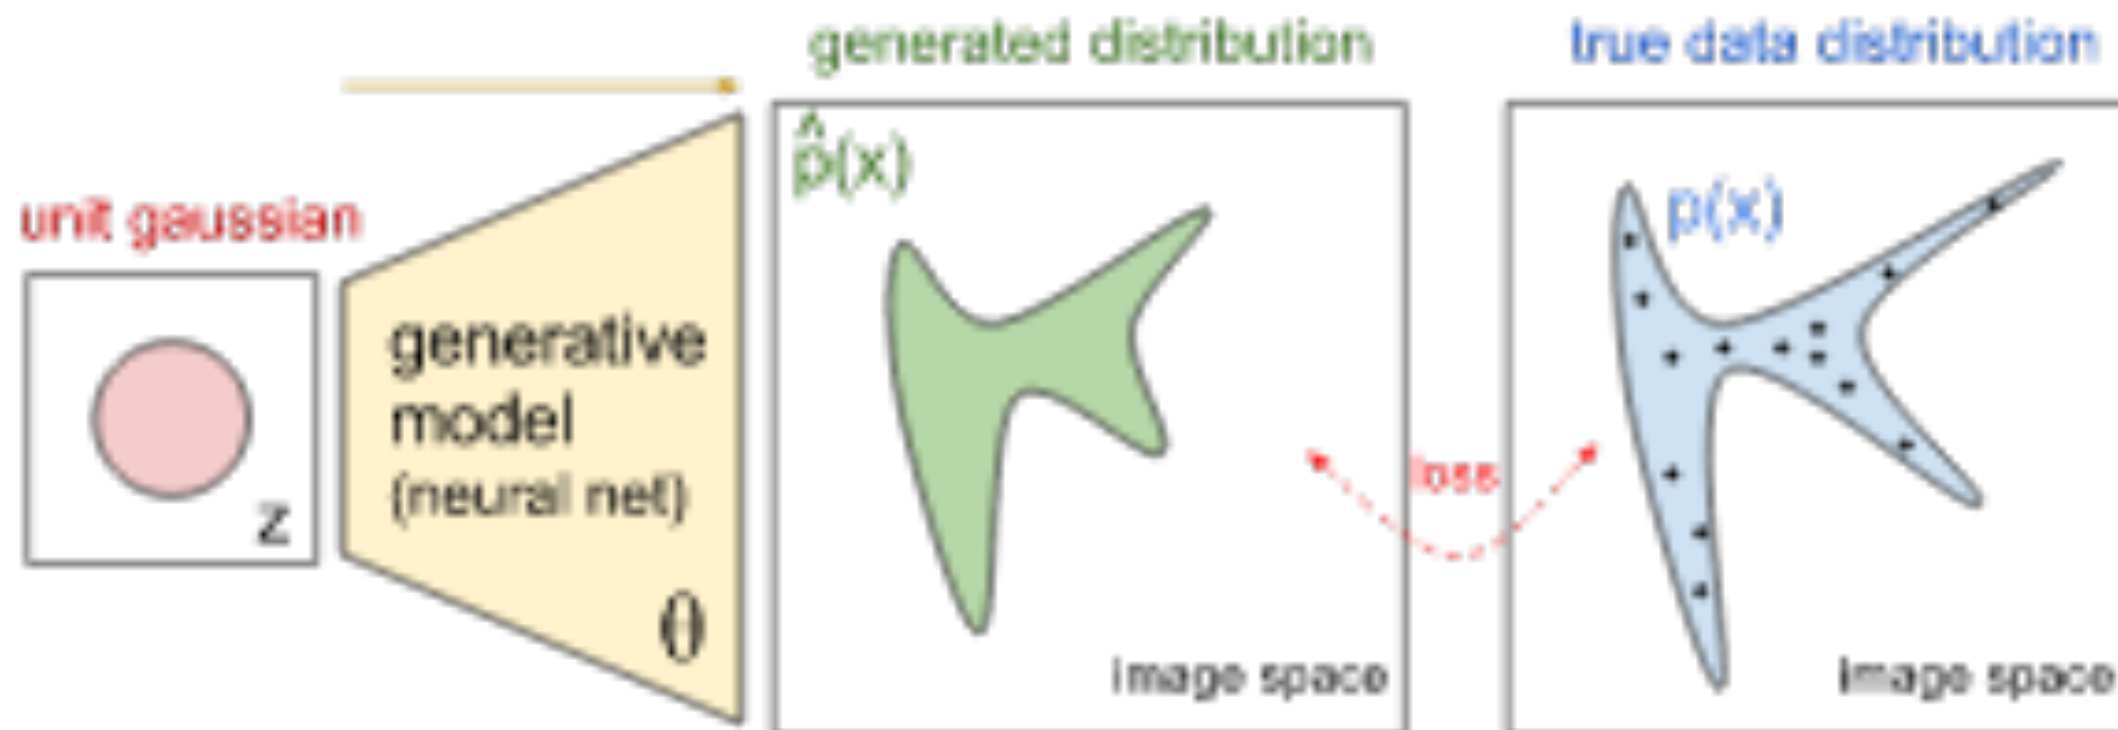 unit gaussian
z
generative
model
(neural net)
θ
generated distribution
p̂(x)
image space
loss
true data distribution
p(x)
image space